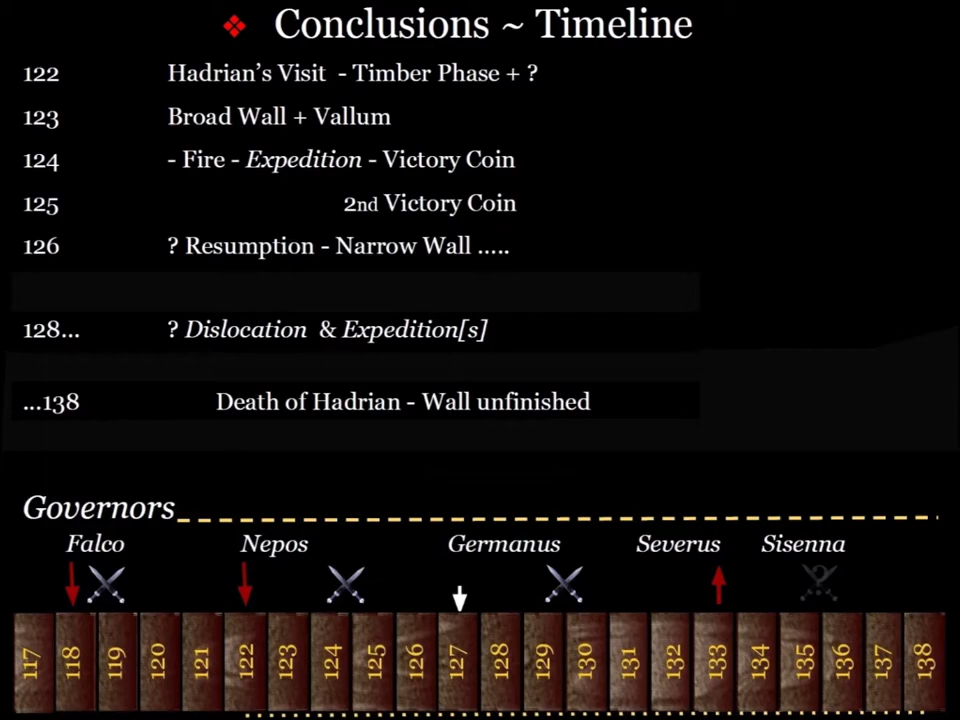 ❖ Conclusions ~ Timeline
122 Hadrian's Visit - Timber Phase + ?
123 Broad Wall + Vallum
124 - Fire - Expedition - Victory Coin
125 2nd Victory Coin
126 ? Resumption - Narrow Wall .....
128... ? Dislocation & Expedition[s]
...138 Death of Hadrian - Wall unfinished
Governors
Falco Nepos Germanus Severus Sisenna
?
117 118 119 120 121 122 123 124 125 126 127 128 129 130 131 132 133 134 135 136 137 138